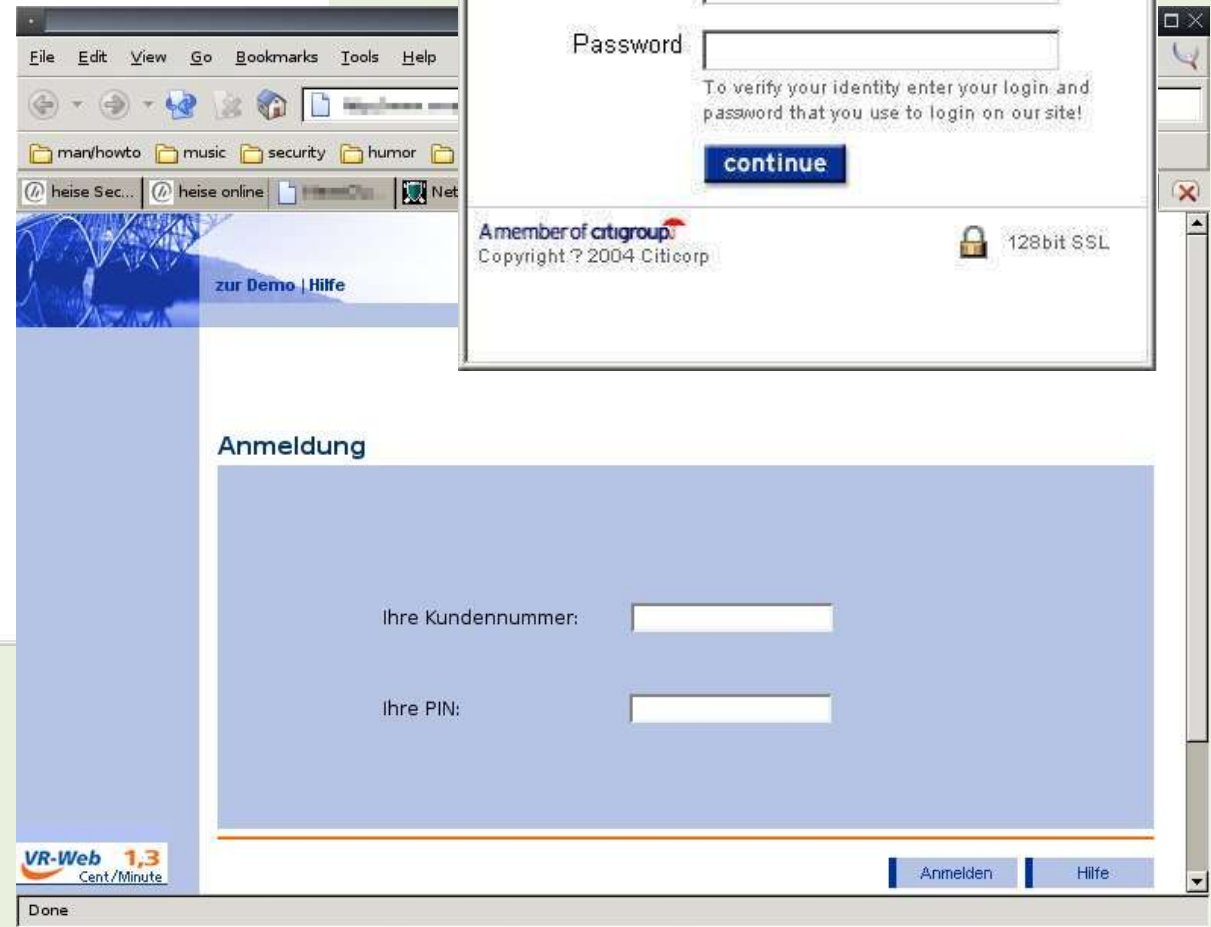 Password
To verify your identity enter your login and
password that you use to login on our site!
continue
A member of citigroup
Copyright ? 2004 Citicorp
128bit SSL
File Edit View Go Bookmarks Tools Help
man/howto music security humor
heise Sec... heise online Net
zur Demo | Hilfe
Anmeldung
Ihre Kundennummer:
Ihre PIN:
VR-Web 1,3
Cent/Minute
Anmelden Hilfe
Done